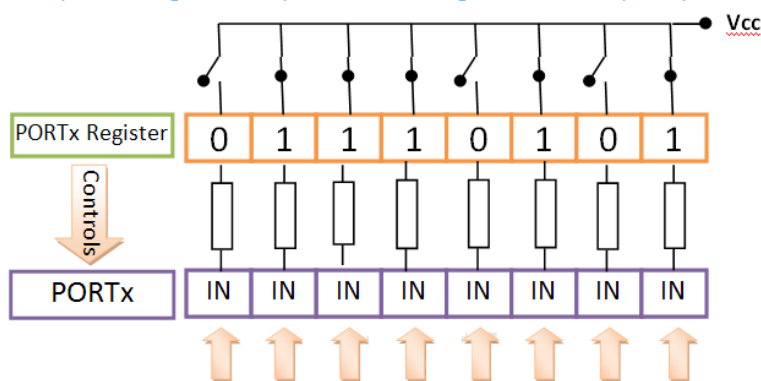 Vcc
PORTx Register 0 1 1 1 0 1 0 1
Controls
PORTx IN IN IN IN IN IN IN IN